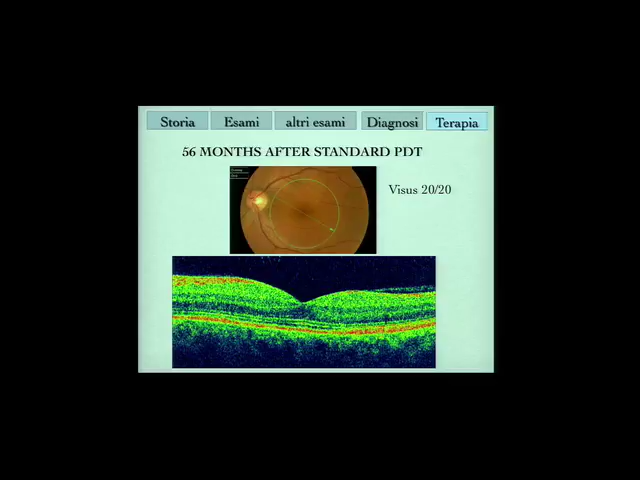 Storia Esami altri esami Diagnosi Terapia
56 MONTHS AFTER STANDARD PDT
Visus 20/20